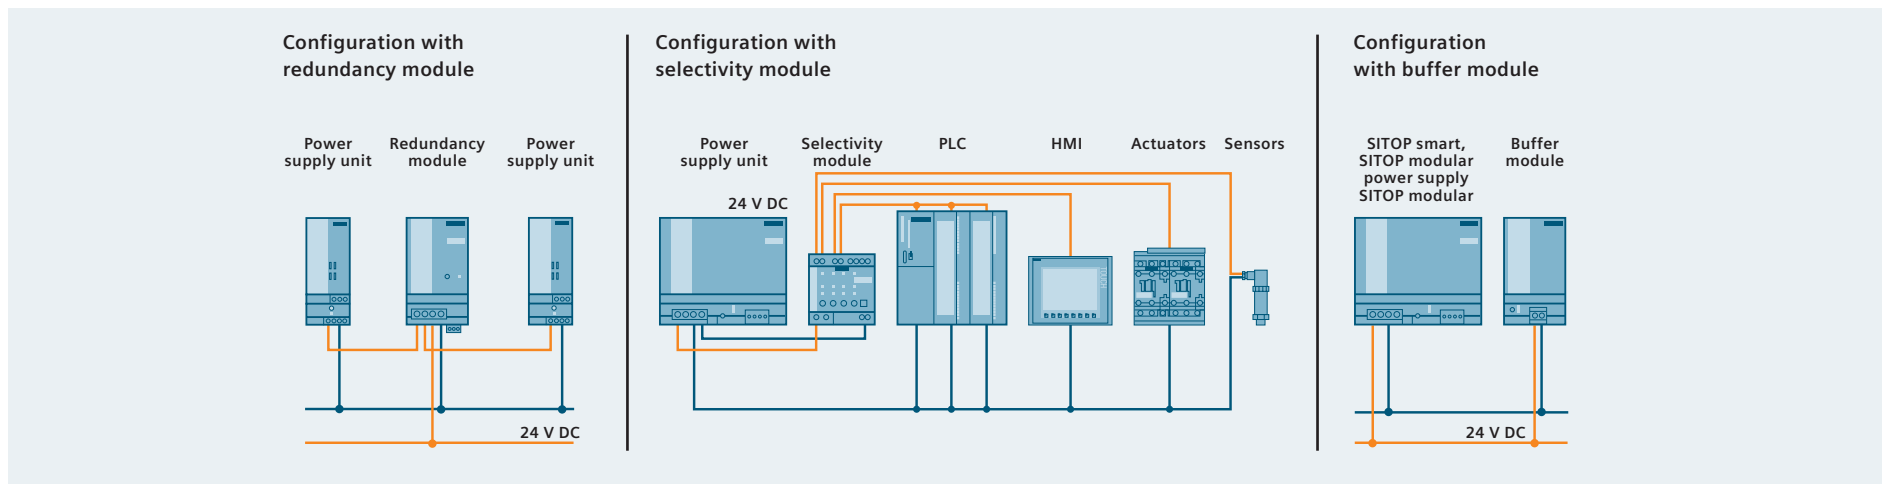 Configuration with
redundancy module
Power
supply unit
Redundancy
module
Power
supply unit
24 V DC
Configuration with
selectivity module
Power
supply unit
Selectivity
module
PLC
HMI
Actuators
Sensors
24 V DC
TOUCH
Configuration
with buffer module
SITOP smart,
SITOP modular
power supply
SITOP modular
Buffer
module
24 V DC